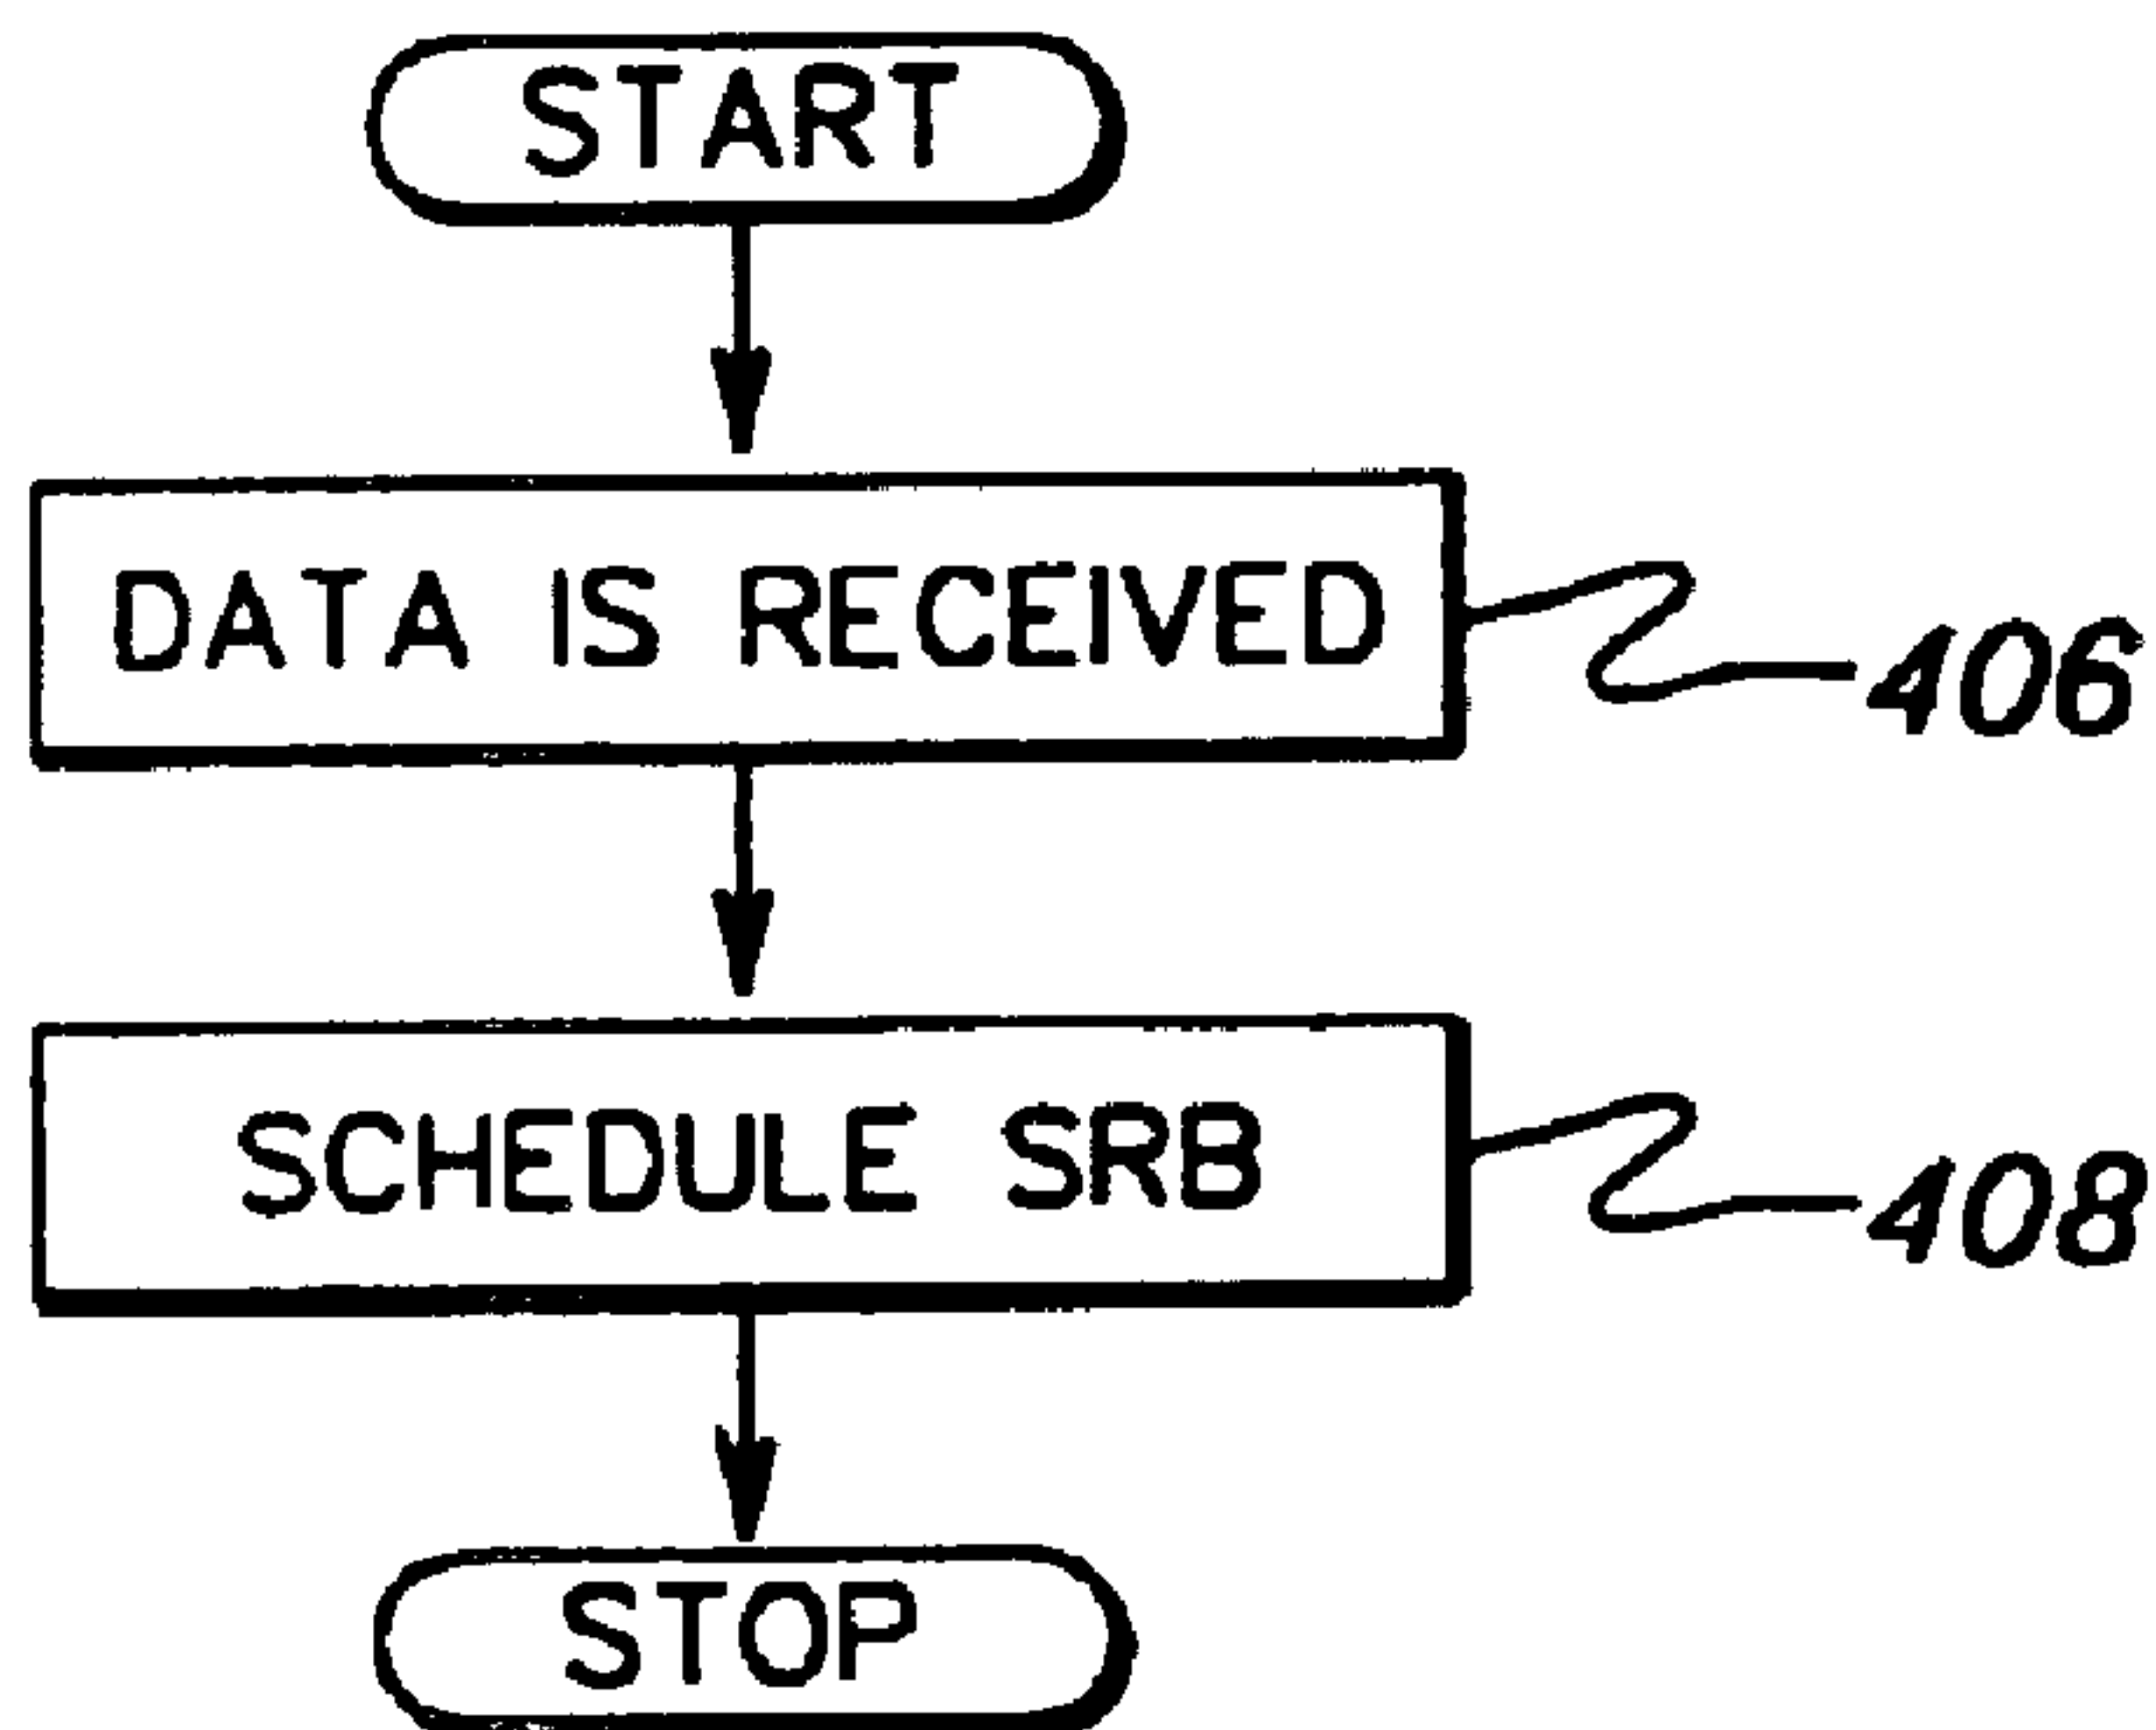 START
DATA IS RECEIVED
406
SCHEDULE SRB
408
STOP